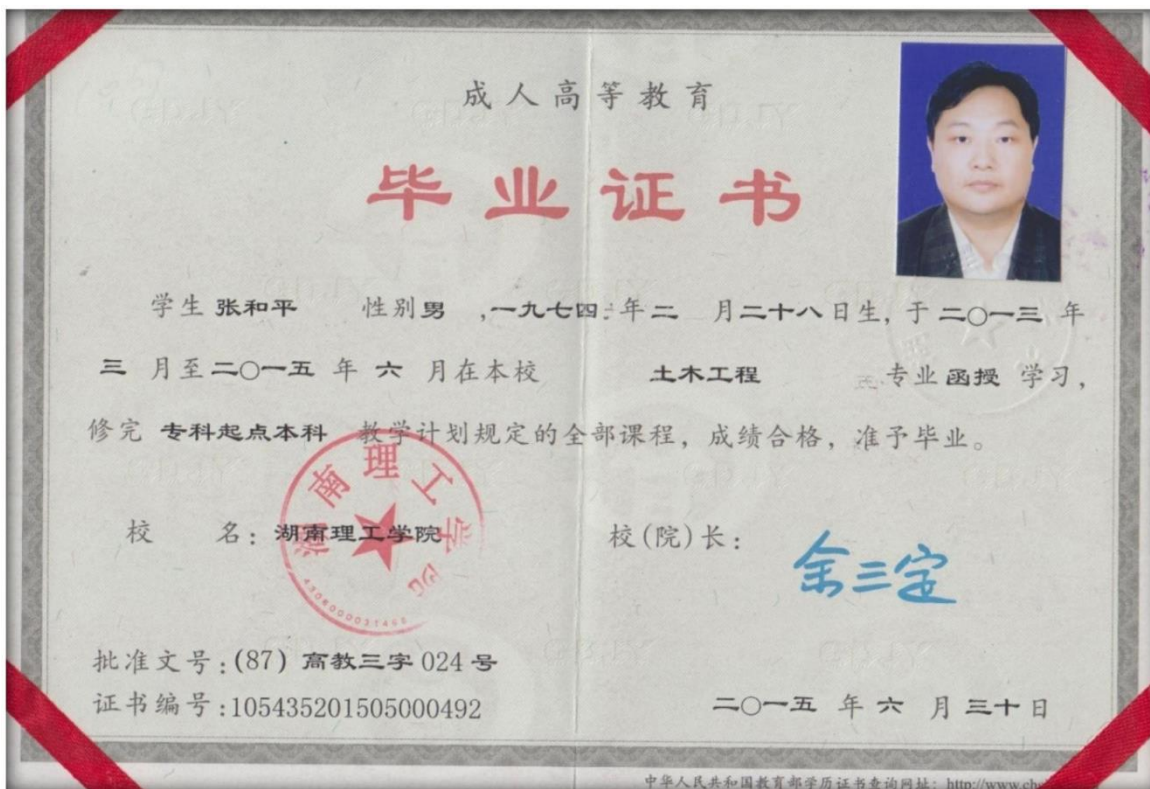 成人高等教育
毕业证书
学生 张和平 性别 男 ,一九七四年 二 月 二十八 日生, 于 二〇一三 年
三 月至 二〇一五 年 六 月在本校 土木工程 专业 函授 学习,
修完 专科起点本科 教学计划规定的全部课程, 成绩合格, 准予毕业。
校 名: 湖南理工学院 校(院)长: 余三定
湖南理工学院
批准文号:(87) 高教三字 024 号
证书编号:105435201505000492
二〇一五 年 六 月 三十 日
中华人民共和国教育部学历证书查询网址: http://www.ch